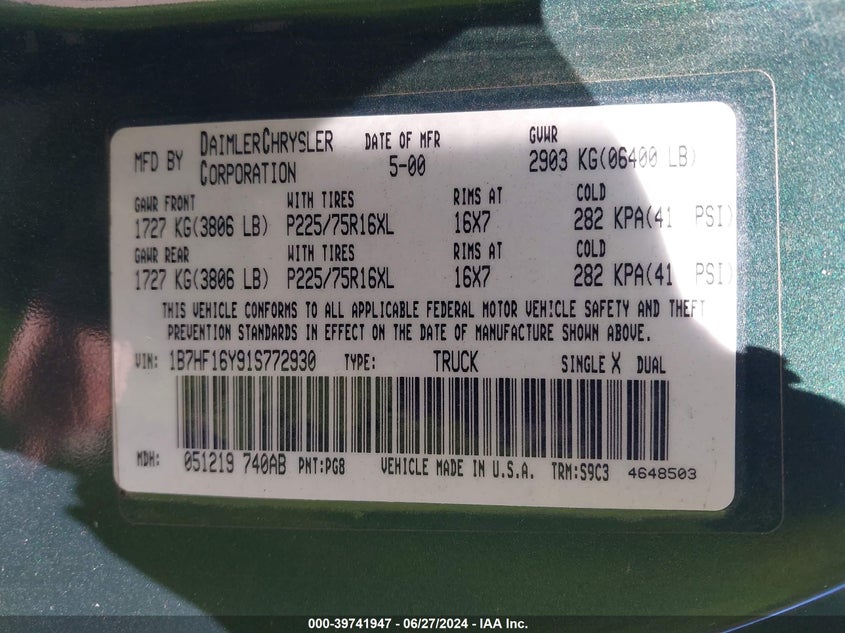 MFD BY DAIMLERCHRYSLER CORPORATION DATE OF MFR 5-00 GVWR 2903 KG(06400 LB)
GAWR FRONT WITH TIRES RIMS AT COLD
1727 KG(3806 LB) P225/75R16XL 16X7 282 KPA(41 PSI)
GAWR REAR WITH TIRES RIMS AT COLD
1727 KG(3806 LB) P225/75R16XL 16X7 282 KPA(41 PSI)
THIS VEHICLE CONFORMS TO ALL APPLICABLE FEDERAL MOTOR VEHICLE SAFETY AND THEFT
PREVENTION STANDARDS IN EFFECT ON THE DATE OF MANUFACTURE SHOWN ABOVE.
VIN: 1B7HF16Y91S772930 TYPE: TRUCK SINGLE X DUAL
MDH: 051219 740AB PNT:PG8 VEHICLE MADE IN U.S.A. TRM:S9C3 4648503
000-39741947 - 06/27/2024 - IAA Inc.